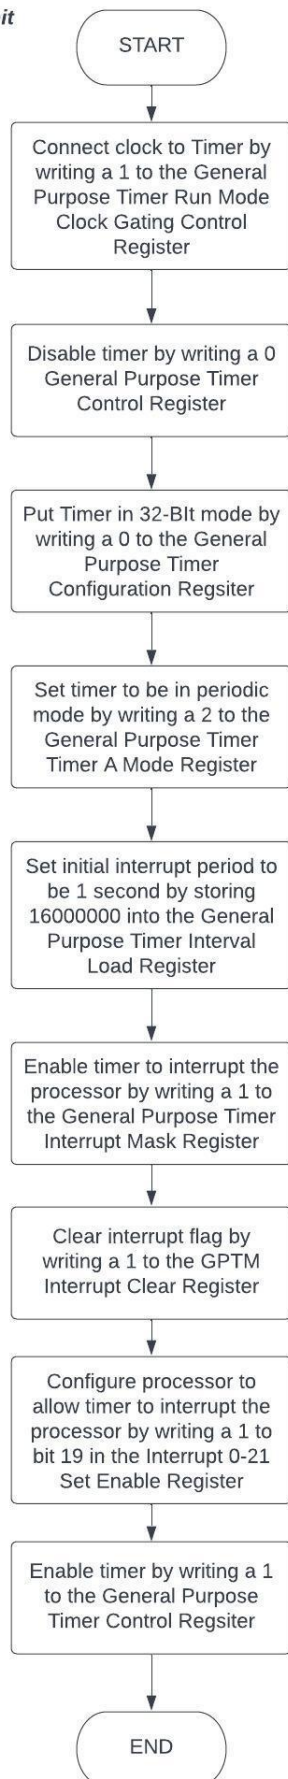 it
START
Connect clock to Timer by
writing a 1 to the General
Purpose Timer Run Mode
Clock Gating Control
Register
Disable timer by writing a 0
General Purpose Timer
Control Register
Put Timer in 32-BIt mode by
writing a 0 to the General
Purpose Timer
Configuration Regsiter
Set timer to be in periodic
mode by writing a 2 to the
General Purpose Timer
Timer A Mode Register
Set initial interrupt period to
be 1 second by storing
16000000 into the General
Purpose Timer Interval
Load Register
Enable timer to interrupt the
processor by writing a 1 to
the General Purpose Timer
Interrupt Mask Register
Clear interrupt flag by
writing a 1 to the GPTM
Interrupt Clear Register
Configure processor to
allow timer to interrupt the
processor by writing a 1 to
bit 19 in the Interrupt 0-21
Set Enable Register
Enable timer by writing a 1
to the General Purpose
Timer Control Regsiter
END